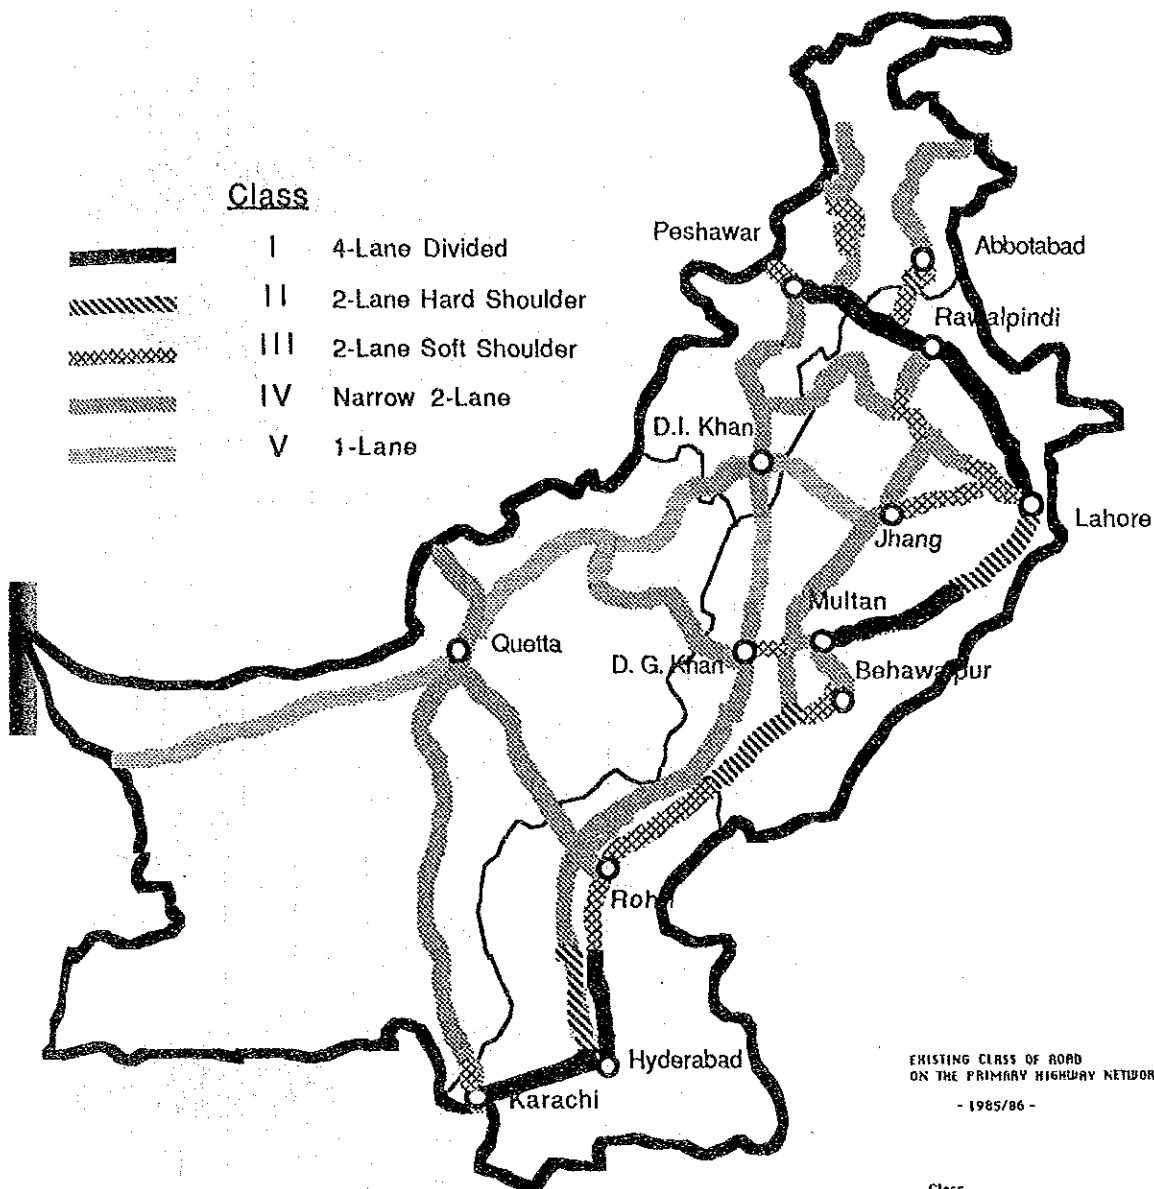 Class
I 4-Lane Divided
II 2-Lane Hard Shoulder
III 2-Lane Soft Shoulder
IV Narrow 2-Lane
V 1-Lane
Peshawar
Abbotabad
Rawalpindi
D.I. Khan
Lahore
Jhang
Multan
Quetta
D. G. Khan
Behawalpur
Rohri
Hyderabad
Karachi
EXISTING CLASS OF ROAD
ON THE PRIMARY HIGHWAY NETWOR
- 1985/86 -
Class